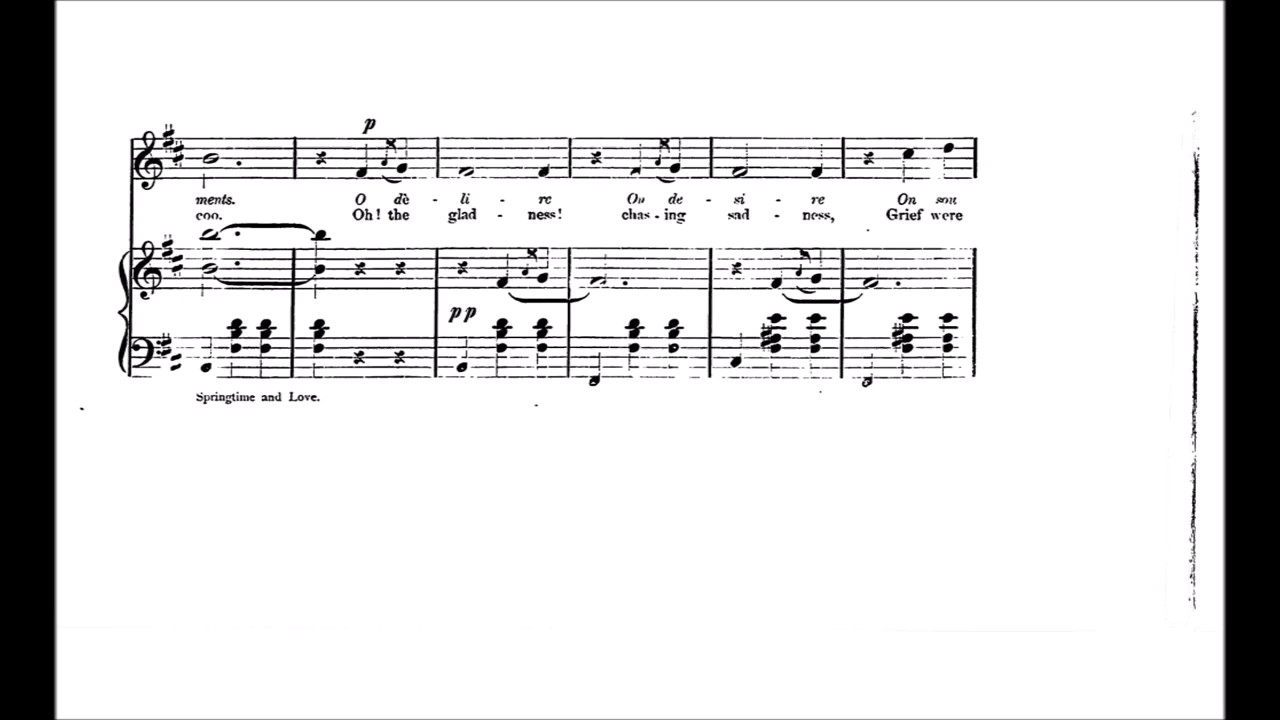 p
ments. O dè - li - re Ou de - si - re On sou
coo. Oh! the glad - ness! chas - ing sad - ness, Grief were
pp
Springtime and Love.